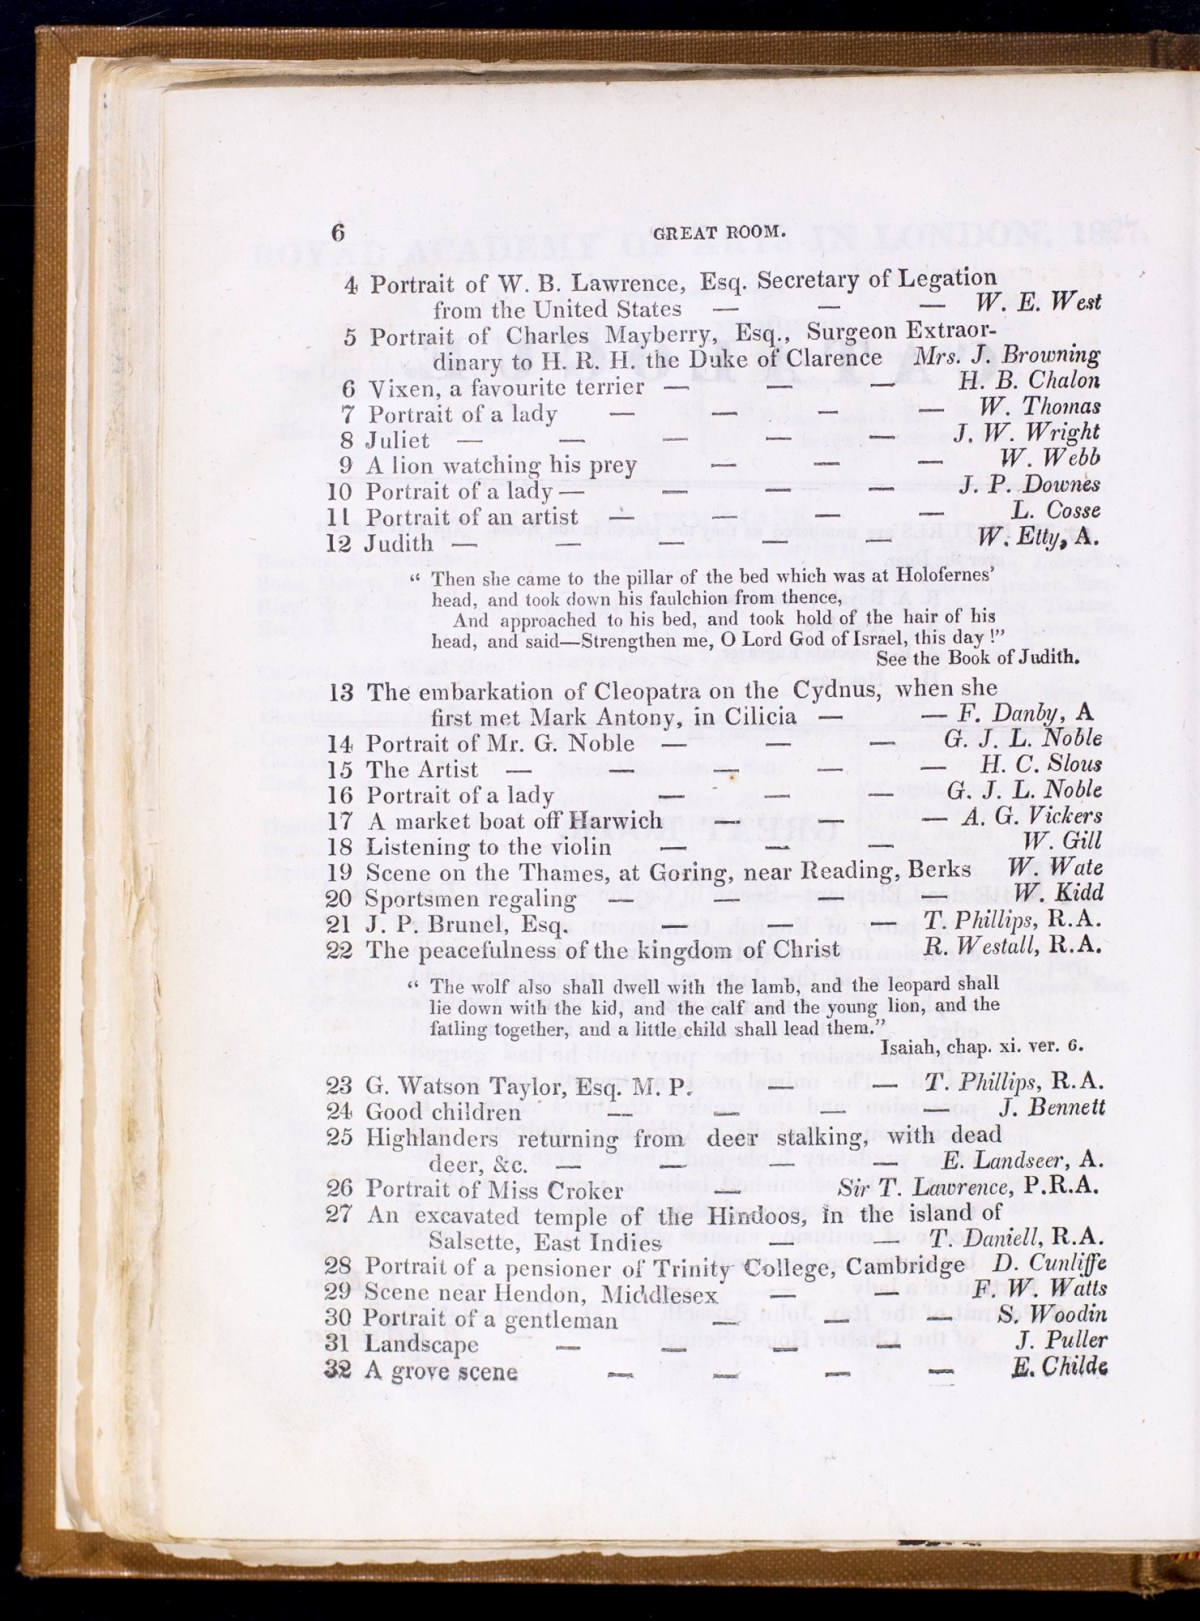 6 GREAT ROOM.
4 Portrait of W. B. Lawrence, Esq. Secretary of Legation
from the United States — — — W. E. West
5 Portrait of Charles Mayberry, Esq., Surgeon Extraor-
dinary to H. R. H. the Duke of Clarence Mrs. J. Browning
6 Vixen, a favourite terrier — — — H. B. Chalon
7 Portrait of a lady — — — — W. Thomas
8 Juliet — — — — — J. W. Wright
9 A lion watching his prey — — — W. Webb
10 Portrait of a lady — — — — J. P. Downes
11 Portrait of an artist — — — — L. Cosse
12 Judith — — — — — W. Etty, A.
“ Then she came to the pillar of the bed which was at Holofernes’
head, and took down his faulchion from thence,
And approached to his bed, and took hold of the hair of his
head, and said—Strengthen me, O Lord God of Israel, this day !”
See the Book of Judith.
13 The embarkation of Cleopatra on the Cydnus, when she
first met Mark Antony, in Cilicia — — F. Danby, A
14 Portrait of Mr. G. Noble — — — G. J. L. Noble
15 The Artist — — — — — H. C. Slous
16 Portrait of a lady — — — G. J. L. Noble
17 A market boat off Harwich — — — A. G. Vickers
18 Listening to the violin — — — W. Gill
19 Scene on the Thames, at Goring, near Reading, Berks W. Wate
20 Sportsmen regaling — — — — W. Kidd
21 J. P. Brunel, Esq. — — — T. Phillips, R.A.
22 The peacefulness of the kingdom of Christ R. Westall, R.A.
“ The wolf also shall dwell with the lamb, and the leopard shall
lie down with the kid, and the calf and the young lion, and the
fatling together, and a little child shall lead them.”
Isaiah, chap. xi. ver. 6.
23 G. Watson Taylor, Esq. M. P. — — T. Phillips, R.A.
24 Good children — — — — J. Bennett
25 Highlanders returning from deer stalking, with dead
deer, &c. — — — — E. Landseer, A.
26 Portrait of Miss Croker — Sir T. Lawrence, P.R.A.
27 An excavated temple of the Hindoos, in the island of
Salsette, East Indies — — T. Daniell, R.A.
28 Portrait of a pensioner of Trinity College, Cambridge D. Cunliffe
29 Scene near Hendon, Middlesex — — F. W. Watts
30 Portrait of a gentleman — — — S. Woodin
31 Landscape — — — — J. Puller
32 A grove scene — — — — E. Childe